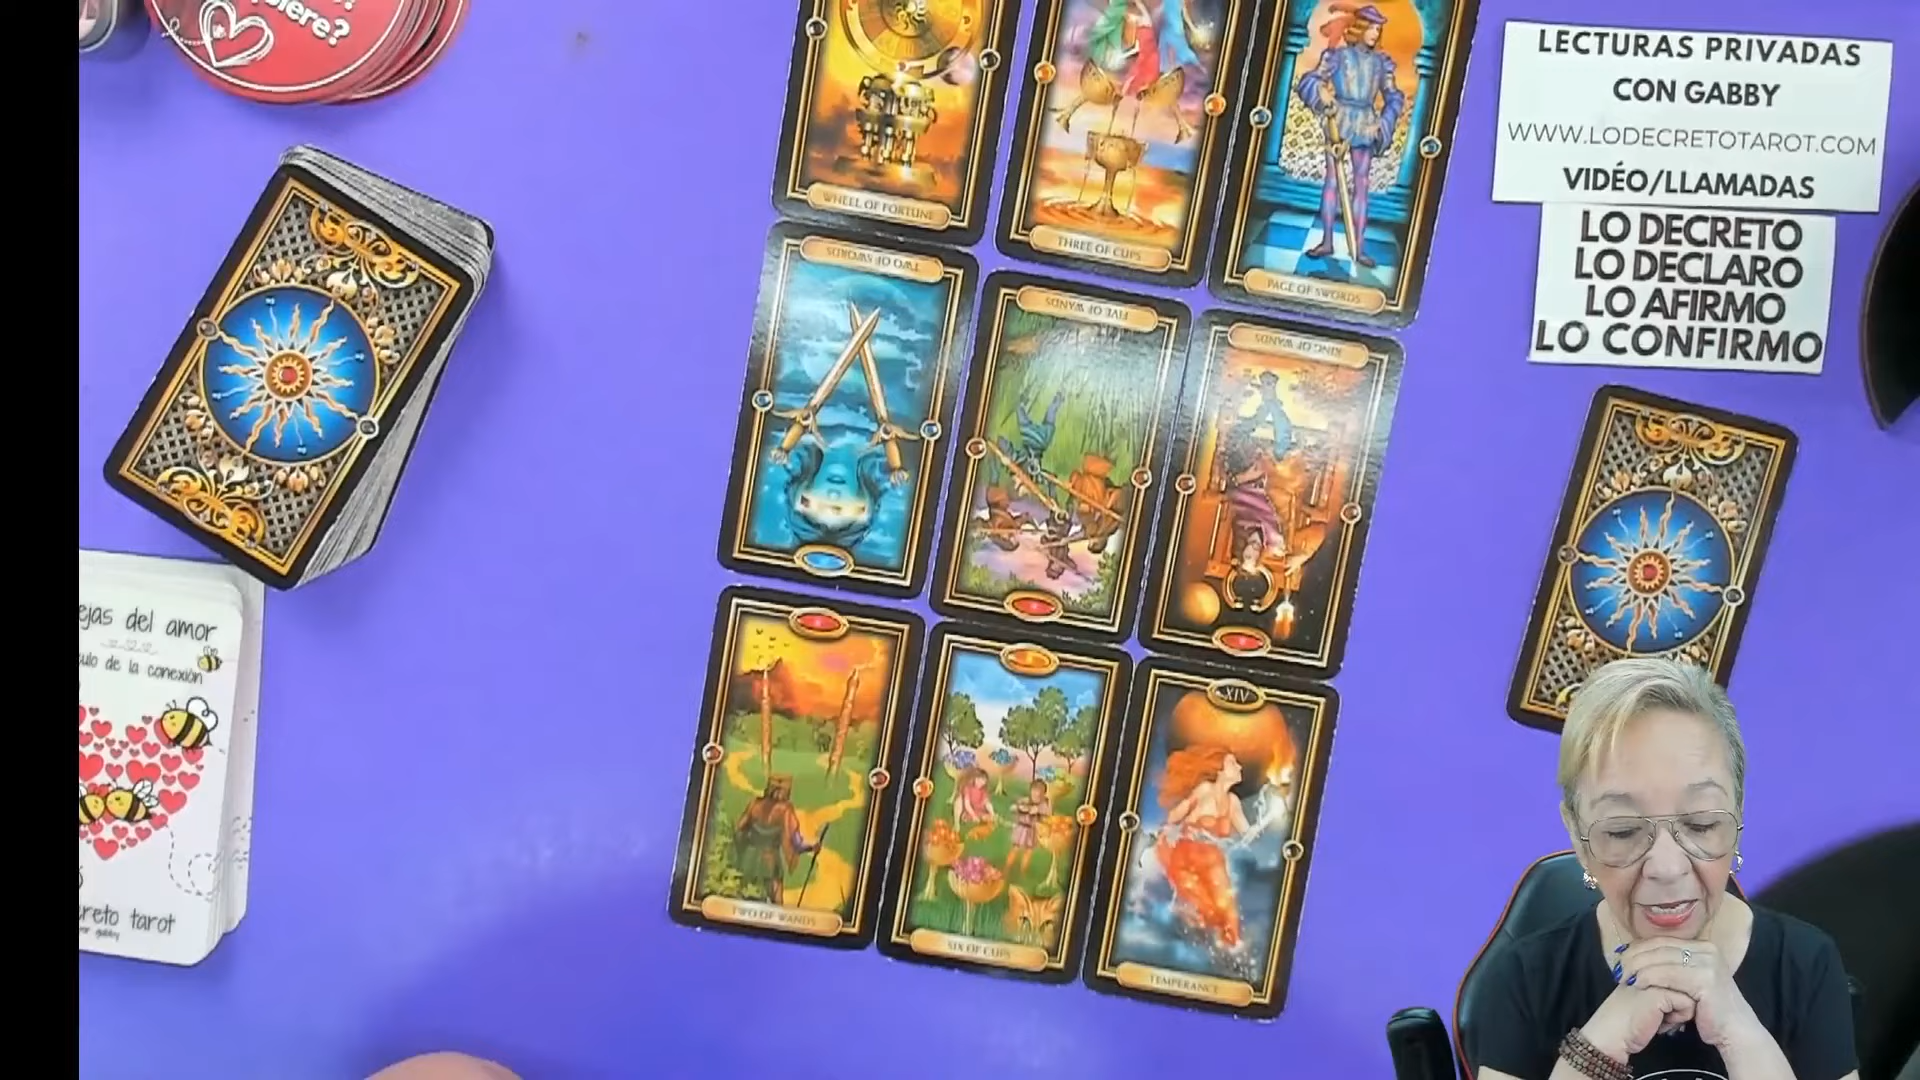 iere?
LECTURAS PRIVADAS
CON GABBY
WWW.LODECRETOTAROT.COM
VIDÉO/LLAMADAS
LO DECRETO
LO DECLARO
LO AFIRMO
LO CONFIRMO
WHEEL OF FORTUNE
THREE OF CUPS
PAGE OF SWORDS
TWO OF SWORDS
FIVE OF WANDS
KING OF WANDS
ejas del amor
ulo de la conexión
XIV
TWO OF WANDS
SIX OF CUPS
TEMPERANCE
creto tarot
gabby